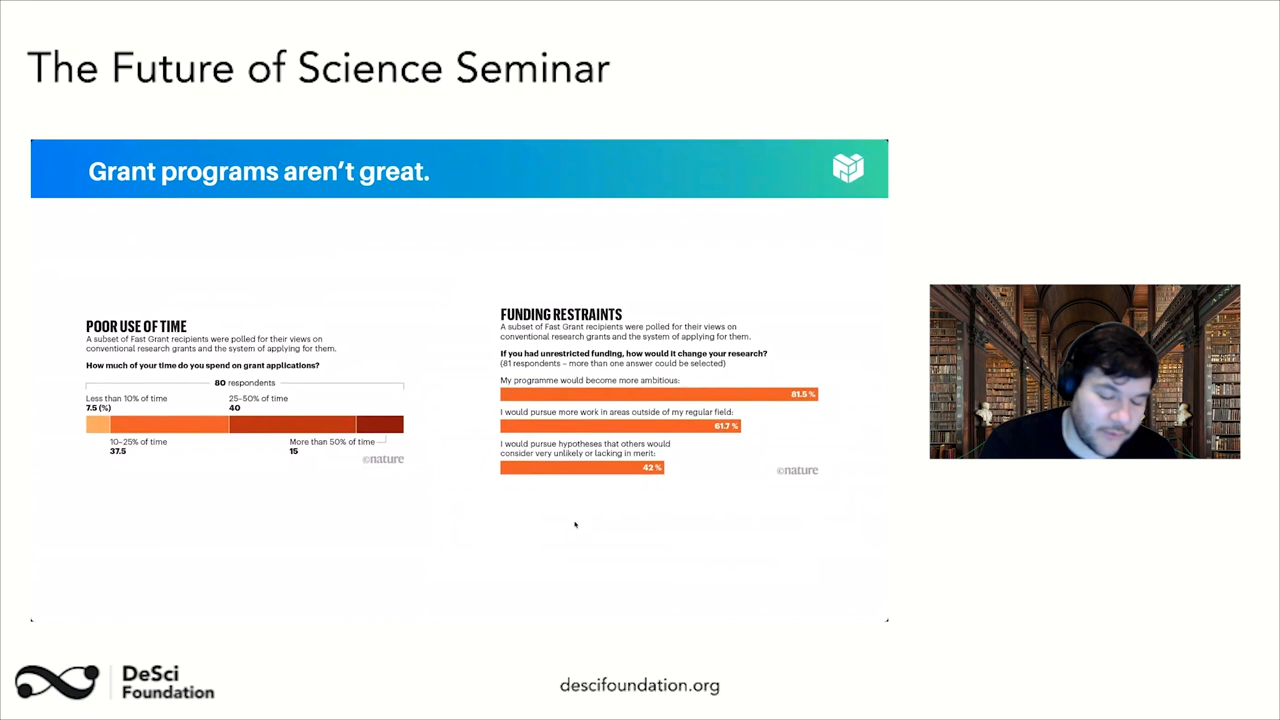 The Future of Science Seminar
Grant programs aren't great.
POOR USE OF TIME
A subset of Fast Grant recipients were polled for their views on
conventional research grants and the system of applying for them.
How much of your time do you spend on grant applications?
80 respondents
Less than 10% of time
7.5 (%)
25–50% of time
40
10–25% of time
37.5
More than 50% of time
15
©nature
FUNDING RESTRAINTS
A subset of Fast Grant recipients were polled for their views on
conventional research grants and the system of applying for them.
If you had unrestricted funding, how would it change your research?
(81 respondents – more than one answer could be selected)
My programme would become more ambitious:
81.5 %
I would pursue more work in areas outside of my regular field:
61.7 %
I would pursue hypotheses that others would
consider very unlikely or lacking in merit:
42 %
©nature
DeSci
Foundation
descifoundation.org